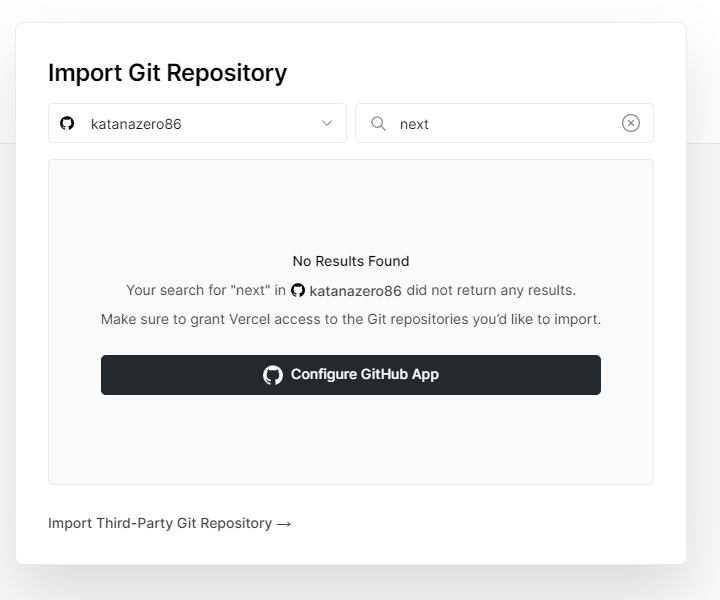 Import Git Repository
katanazero86
next
No Results Found
Your search for "next" in katanazero86 did not return any results.
Make sure to grant Vercel access to the Git repositories you’d like to import.
Configure GitHub App
Import Third-Party Git Repository →